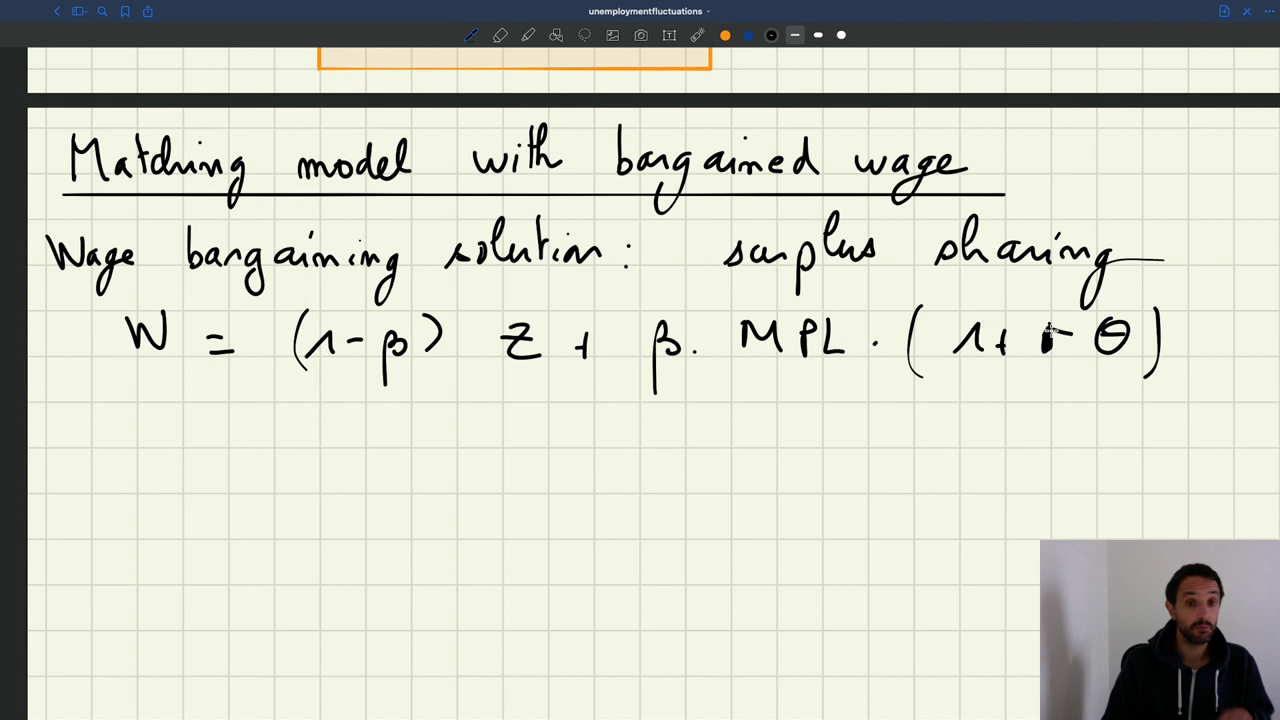 unemploymentfluctuations
Matching model with bargained wage
Wage bargaining solution: surplus sharing
W = (1-β) Z + β. MPL. (1+ r θ)